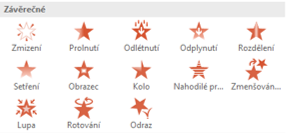 Závěrečné
Zmizení Prolnutí Odlétnutí Odplynutí Rozdělení
Setření Obrazec Kolo Nahodilé pr... Zmenšován...
Lupa Rotování Odraz